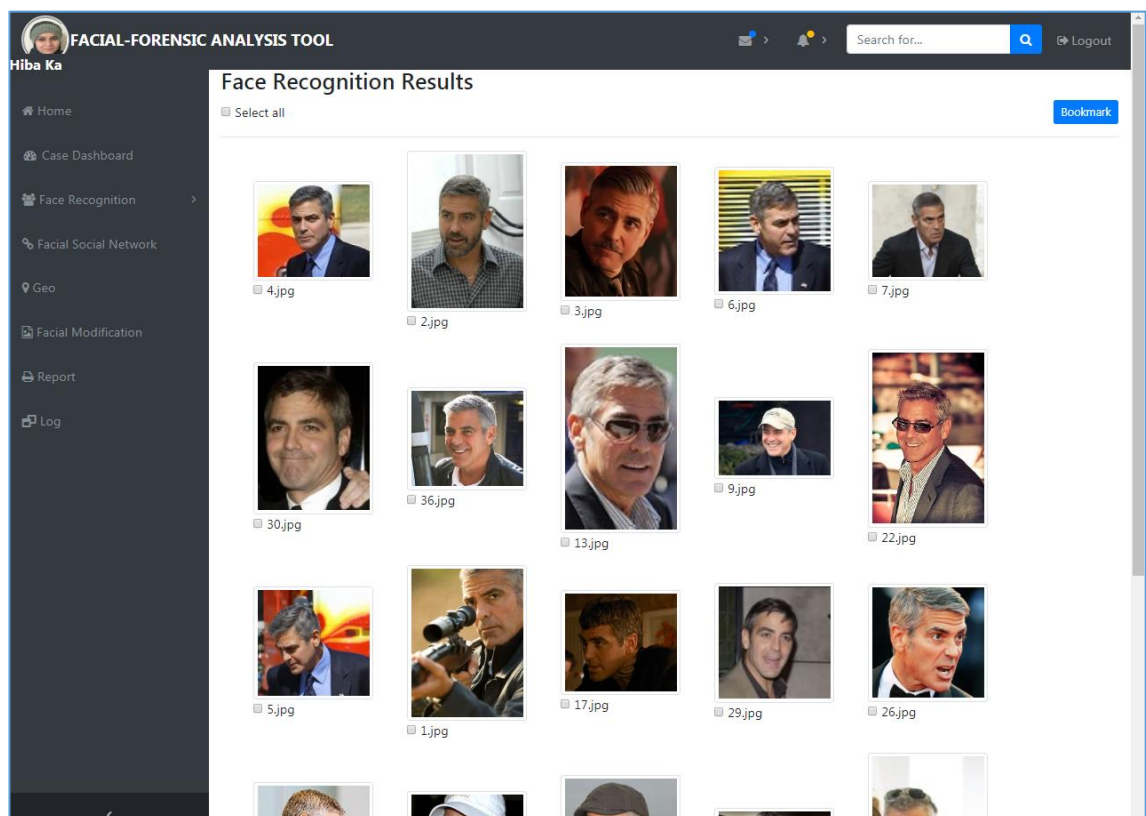 FACIAL-FORENSIC ANALYSIS TOOL
Hiba Ka
Search for...
Logout
Home
Case Dashboard
Face Recognition
Facial Social Network
Geo
Facial Modification
Report
Log
Face Recognition Results
Select all
Bookmark
4.jpg
2.jpg
3.jpg
6.jpg
7.jpg
30.jpg
36.jpg
13.jpg
9.jpg
22.jpg
5.jpg
1.jpg
17.jpg
29.jpg
26.jpg